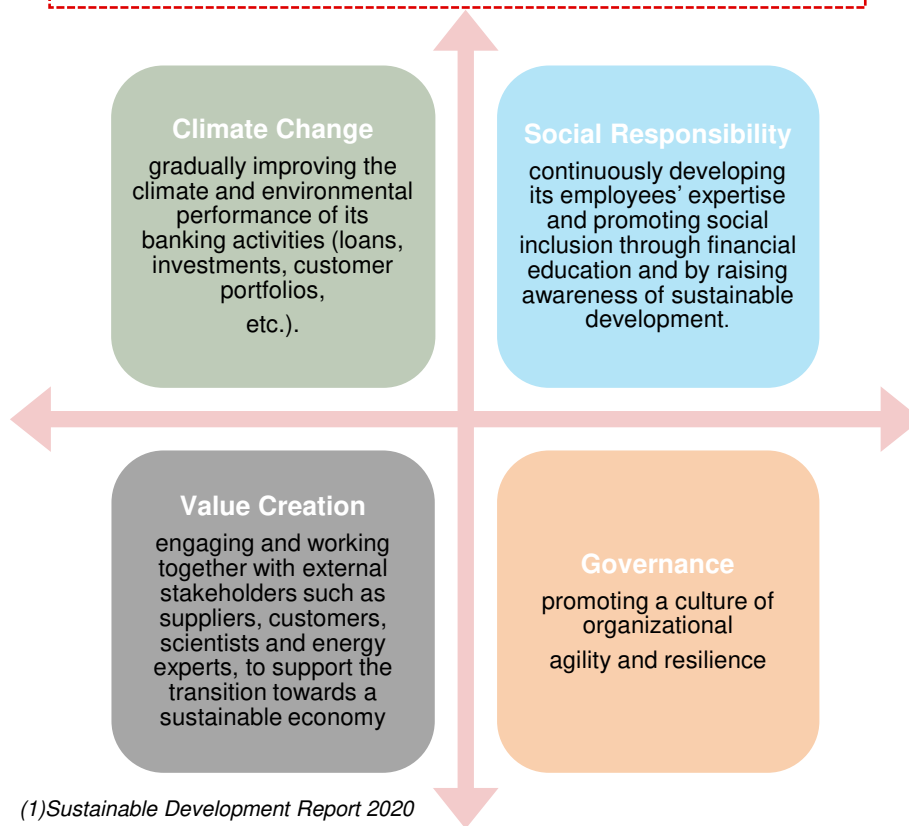 Climate Change
gradually improving the
climate and environmental
performance of its
banking activities (loans,
investments, customer
portfolios,
etc.).
Social Responsibility
continuously developing
its employees’ expertise
and promoting social
inclusion through financial
education and by raising
awareness of sustainable
development.
Value Creation
engaging and working
together with external
stakeholders such as
suppliers, customers,
scientists and energy
experts, to support the
transition towards a
sustainable economy
Governance
promoting a culture of
organizational
agility and resilience
(1)Sustainable Development Report 2020